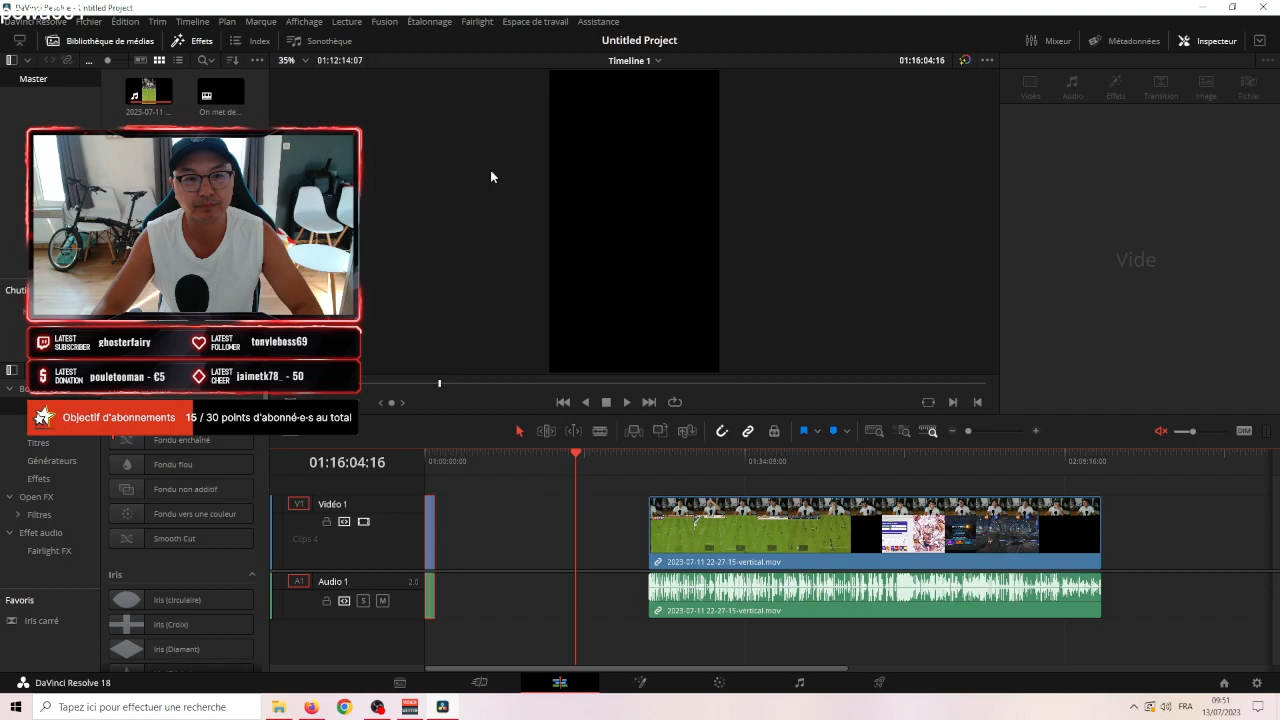 DaVinci Resolve - Untitled Project
DaVinci Resolve Fichier Édition Trim Timeline Plan Marque Affichage Lecture Fusion Étalonnage Fairlight Espace de travail Assistance
Bibliothèque de médias Effets Index Sonothèque Untitled Project Mixeur Métadonnées Inspecteur
35% 01:12:14:07 Timeline 1 01:16:04:16
Master
Vidéo Audio Effets Transition Image Fichier
2023-07-11 ... On met de...
Vide
LATEST SUBSCRIBER ghosterfairy LATEST FOLLOWER tonyleboss69
LATEST DONATION pouletooman - €5 LATEST CHEER jaimetk78_ - 50
Objectif d'abonnements 15 / 30 points d'abonné·e·s au total
DIM
Titres
Générateurs
Effets
Open FX
Filtres
Effet audio
Fairlight FX
Favoris
Iris carré
Fondu enchaîné
Fondu flou
Fondu non additif
Fondu vers une couleur
Smooth Cut
Iris
Iris (circulaire)
Iris (Croix)
Iris (Diamant)
01:16:04:16 01:00:00:00 01:34:08:00 02:08:16:00
V1 Vidéo 1
Clips 4
2023-07-11 22-27-15-vertical.mov
A1 Audio 1 2.0
S M
2023-07-11 22-27-15-vertical.mov
DaVinci Resolve 18
Tapez ici pour effectuer une recherche
FRA
09:51
13/07/2023